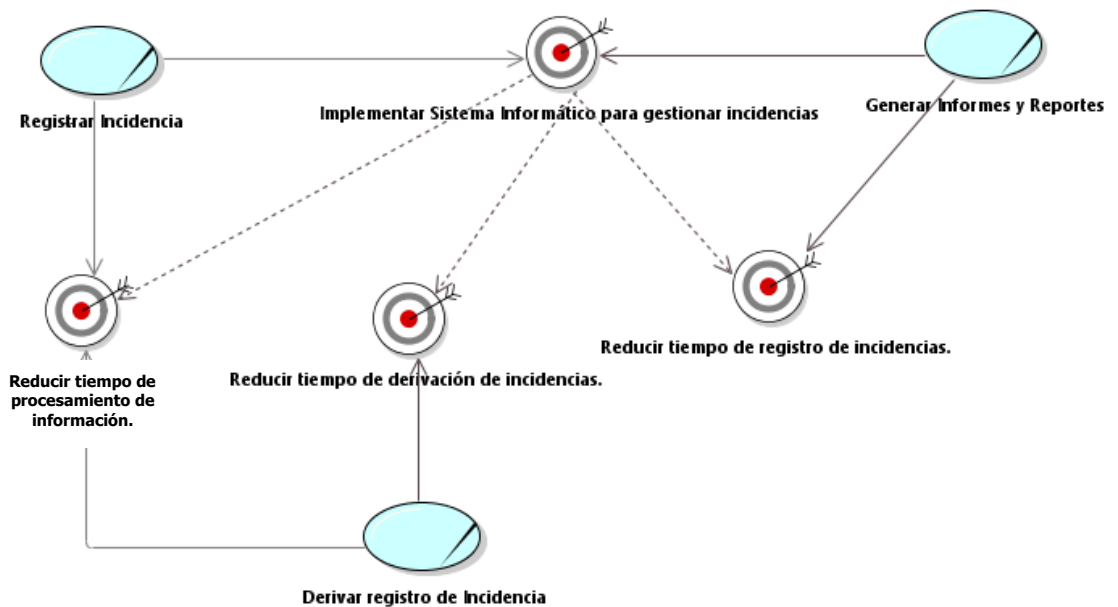 Registrar Incidencia
Implementar Sistema Informático para gestionar incidencias
Generar Informes y Reportes
Reducir tiempo de
procesamiento de
información.
Reducir tiempo de derivación de incidencias.
Reducir tiempo de registro de incidencias.
Derivar registro de Incidencia